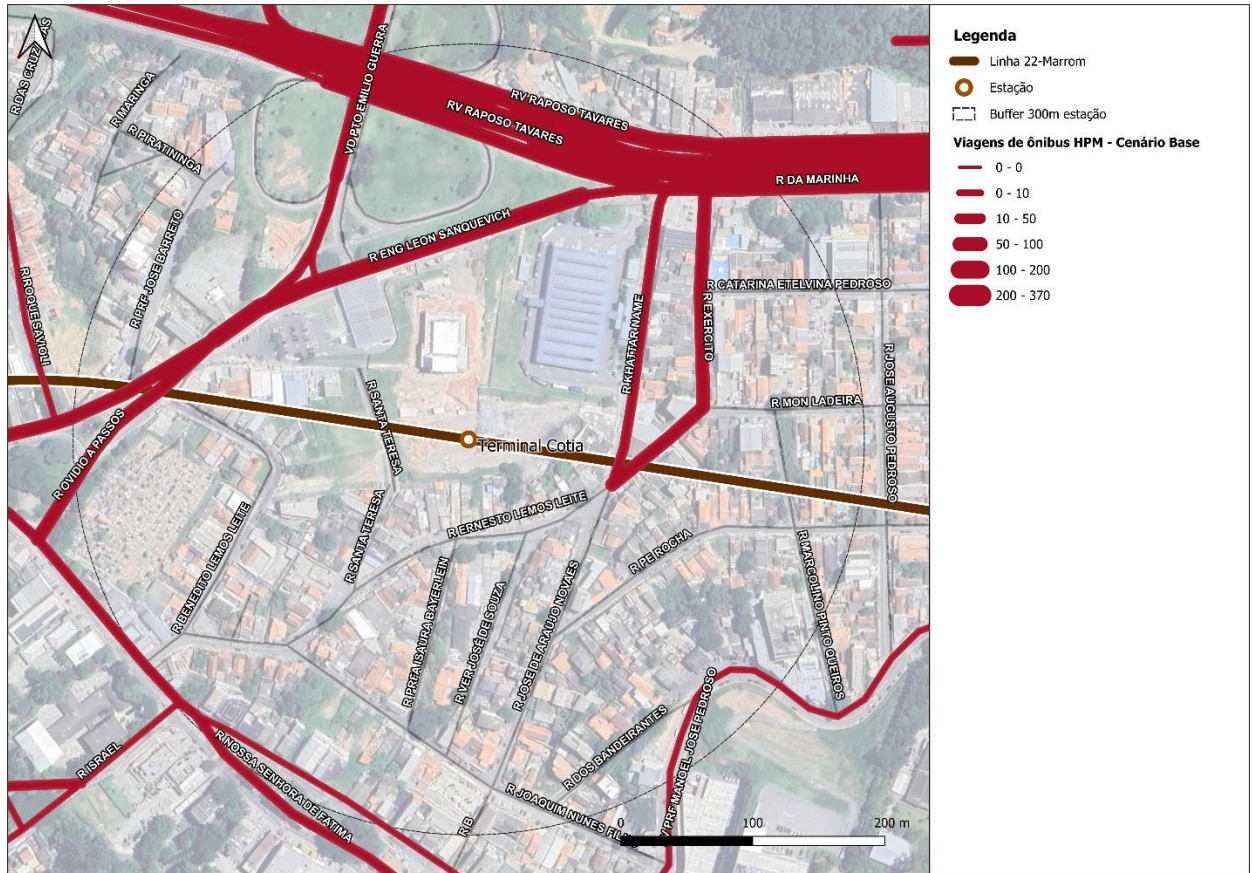 R DAS CRUZ
R MARINGA
R PIRATININGA
R PRF JOSE BARRETO
VD PTO EMILIO GUERRA
RV RAPOSO TAVARES
RV RAPOSO TAVARES
R DA MARINHA
R ENG LEON SANQUEVICH
R ROQUE SAVIOLI
R CATARINA ETELVINA PEDROSO
R KHATTAR NAME
R EXERCITO
R JOSE AUGUSTO PEDROSO
R MON LADEIRA
R SANTA TERESA
Terminal Cotia
R OVIDIO A PASSOS
R BENEDITO LEMOS LEITE
R SANTA TERESA
R ERNESTO LEMOS LEITE
R PE ROCHA
R MARCOLINO PINTO QUEIROS
R PRFA ISAURA BAYERLEIN
R VER JOSÉ DE SOUZA
R JOSE DE ARAUJO NOVAES
R DOS BANDEIRANTES
V PRF MANOEL JOSE PEDROSO
R ISRAEL
R NOSSA SENHORA DE FATIMA
R B
R JOAQUIM NUNES FIL
0 100 200 m
Legenda
Linha 22-Marrom
Estação
Buffer 300m estação
Viagens de ônibus HPM - Cenário Base
0 - 0
0 - 10
10 - 50
50 - 100
100 - 200
200 - 370